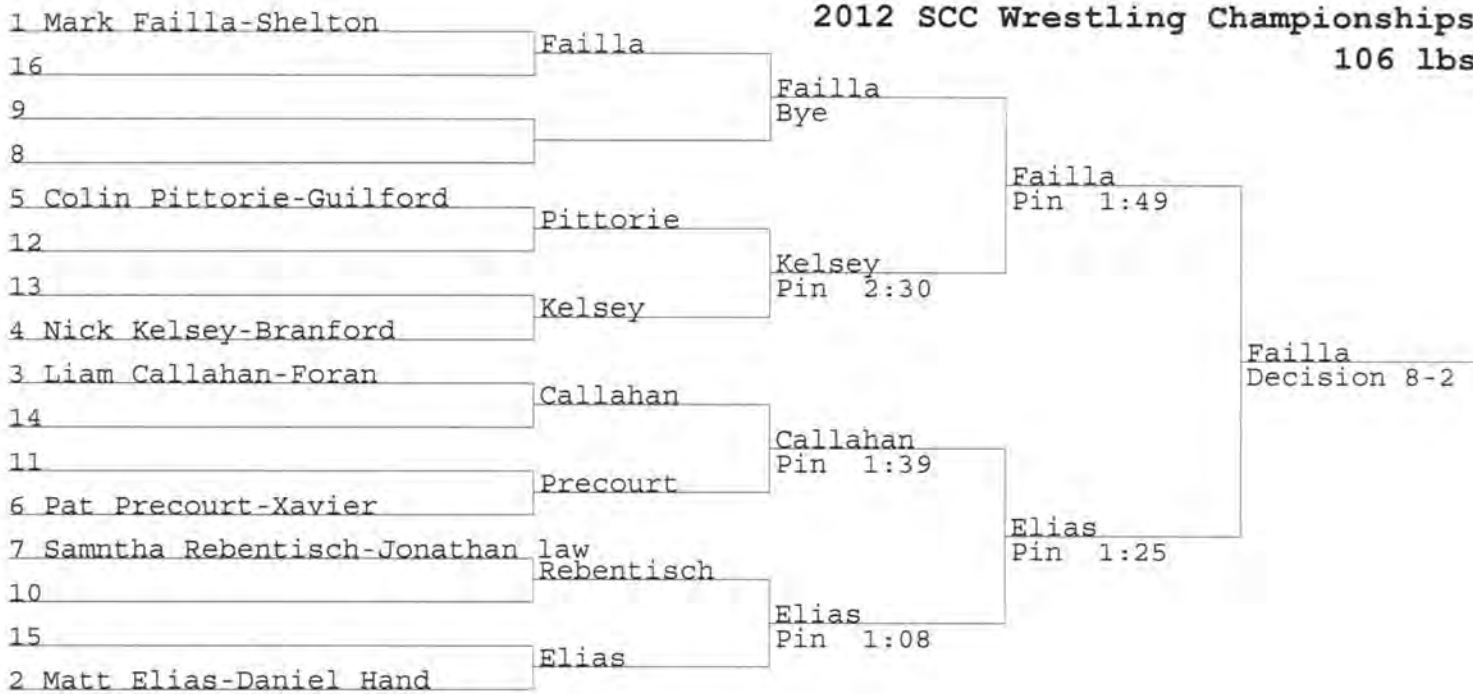 2012 SCC Wrestling Championships
106 lbs
1 Mark Failla-Shelton
16
9
8
5 Colin Pittorie-Guilford
12
13
4 Nick Kelsey-Branford
3 Liam Callahan-Foran
14
11
6 Pat Precourt-Xavier
7 Samntha Rebentisch-Jonathan law
10
15
2 Matt Elias-Daniel Hand
Failla
Pittorie
Kelsey
Callahan
Precourt
Rebentisch
Elias
Failla
Bye
Kelsey
Pin 2:30
Callahan
Pin 1:39
Elias
Pin 1:08
Failla
Pin 1:49
Elias
Pin 1:25
Failla
Decision 8-2